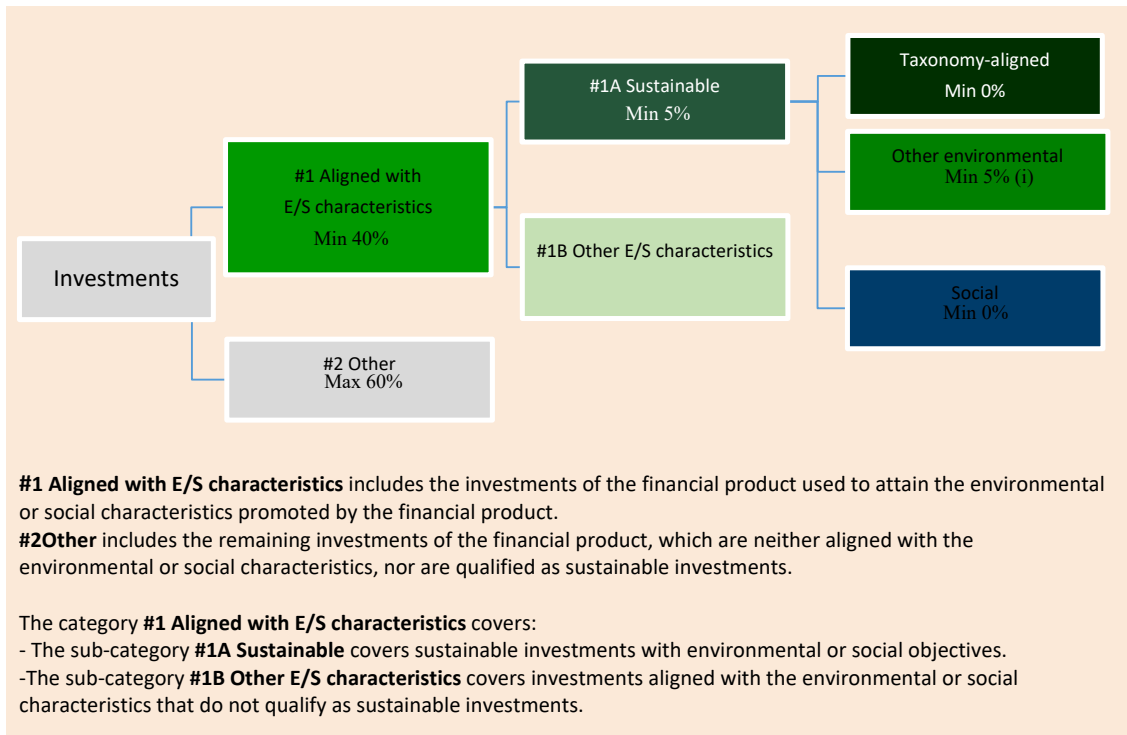 Investments
#1 Aligned with
E/S characteristics
Min 40%
#2 Other
Max 60%
#1A Sustainable
Min 5%
#1B Other E/S characteristics
Taxonomy-aligned
Min 0%
Other environmental
Min 5% (i)
Social
Min 0%
#1 Aligned with E/S characteristics includes the investments of the financial product used to attain the environmental
or social characteristics promoted by the financial product.
#2Other includes the remaining investments of the financial product, which are neither aligned with the
environmental or social characteristics, nor are qualified as sustainable investments.
The category #1 Aligned with E/S characteristics covers:
- The sub-category #1A Sustainable covers sustainable investments with environmental or social objectives.
-The sub-category #1B Other E/S characteristics covers investments aligned with the environmental or social
characteristics that do not qualify as sustainable investments.